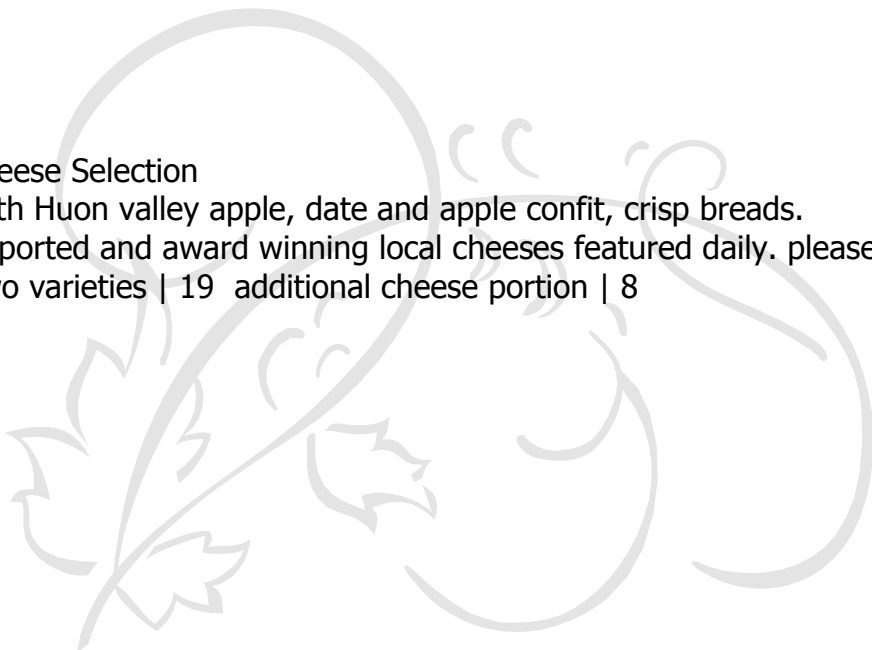 eese Selection
th Huon valley apple, date and apple confit, crisp breads.
ported and award winning local cheeses featured daily. please
o varieties | 19 additional cheese portion | 8